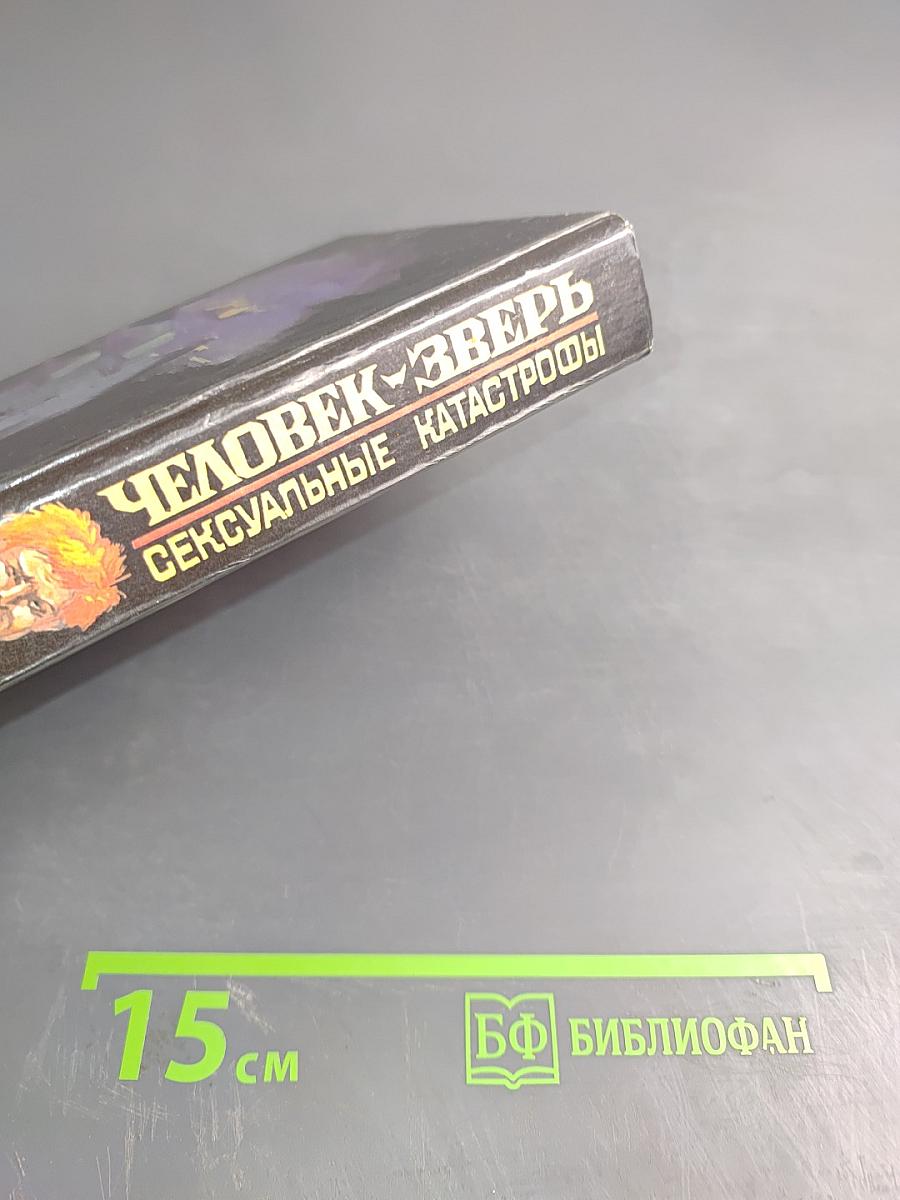 ЧЕЛОВЕК-ЗВЕРЬ
СЕКСУАЛЬНЫЕ КАТАСТРОФЫ
15 см
БФ БИБЛИОФАН